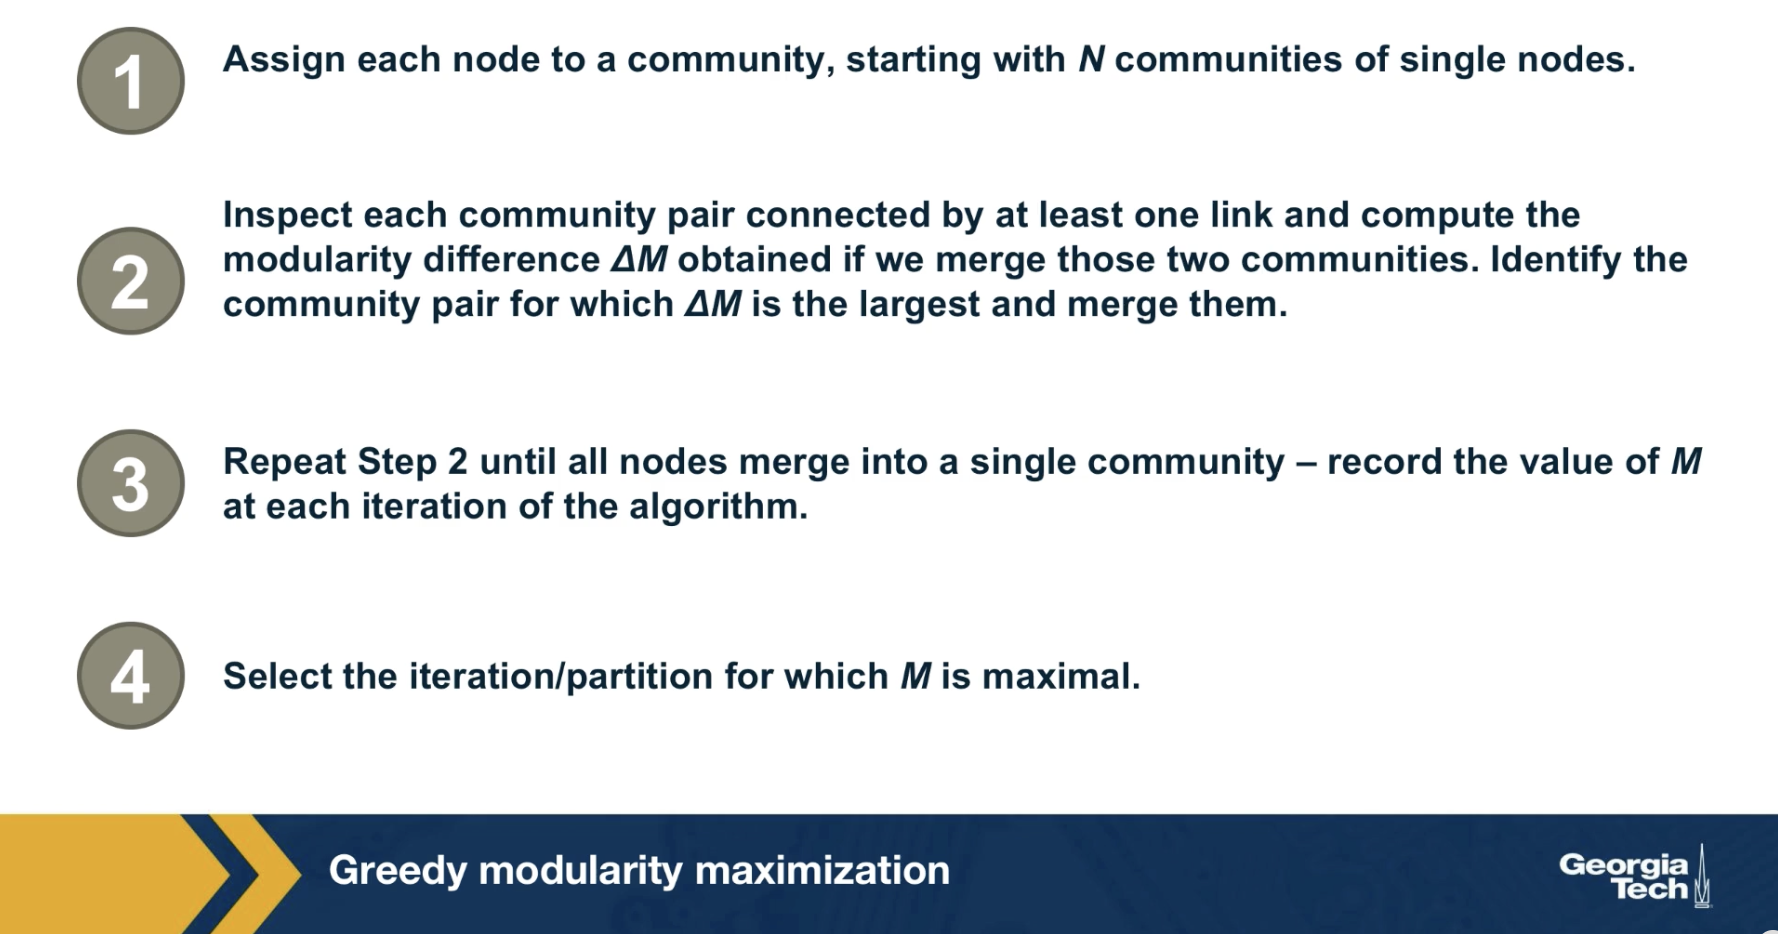 1
Assign each node to a community, starting with N communities of single nodes.
2
Inspect each community pair connected by at least one link and compute the
modularity difference ΔM obtained if we merge those two communities. Identify the
community pair for which ΔM is the largest and merge them.
3
Repeat Step 2 until all nodes merge into a single community – record the value of M
at each iteration of the algorithm.
4
Select the iteration/partition for which M is maximal.
Greedy modularity maximization
Georgia
Tech